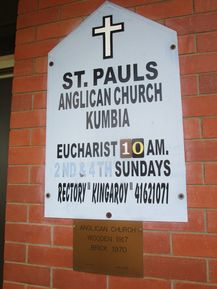 ST. PAULS
ANGLICAN CHURCH
KUMBIA
EUCHARIST 10 AM.
2ND & 4TH SUNDAYS
RECTORY KINGAROY 41621071
ANGLICAN CHURCH
WOODEN 1917
BRICK 1970